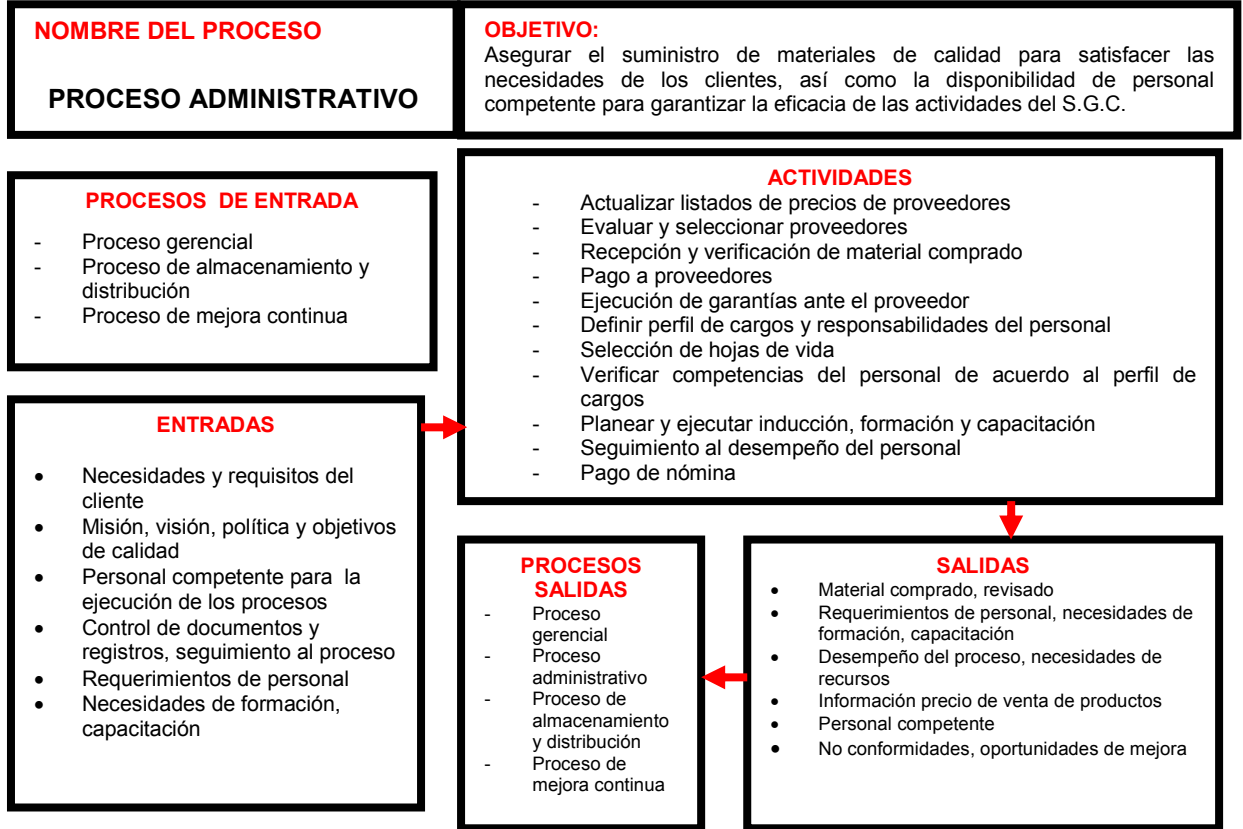 NOMBRE DEL PROCESO
PROCESO ADMINISTRATIVO
OBJETIVO:
Asegurar el suministro de materiales de calidad para satisfacer las
necesidades de los clientes, así como la disponibilidad de personal
competente para garantizar la eficacia de las actividades del S.G.C.
PROCESOS DE ENTRADA
- Proceso gerencial
- Proceso de almacenamiento y
distribución
- Proceso de mejora continua
ENTRADAS
• Necesidades y requisitos del
cliente
• Misión, visión, política y objetivos
de calidad
• Personal competente para la
ejecución de los procesos
• Control de documentos y
registros, seguimiento al proceso
• Requerimientos de personal
• Necesidades de formación,
capacitación
ACTIVIDADES
- Actualizar listados de precios de proveedores
- Evaluar y seleccionar proveedores
- Recepción y verificación de material comprado
- Pago a proveedores
- Ejecución de garantías ante el proveedor
- Definir perfil de cargos y responsabilidades del personal
- Selección de hojas de vida
- Verificar competencias del personal de acuerdo al perfil de
cargos
- Planear y ejecutar inducción, formación y capacitación
- Seguimiento al desempeño del personal
- Pago de nómina
PROCESOS
SALIDAS
- Proceso
gerencial
- Proceso
administrativo
- Proceso de
almacenamiento
y distribución
- Proceso de
mejora continua
SALIDAS
• Material comprado, revisado
• Requerimientos de personal, necesidades de
formación, capacitación
• Desempeño del proceso, necesidades de
recursos
• Información precio de venta de productos
• Personal competente
• No conformidades, oportunidades de mejora